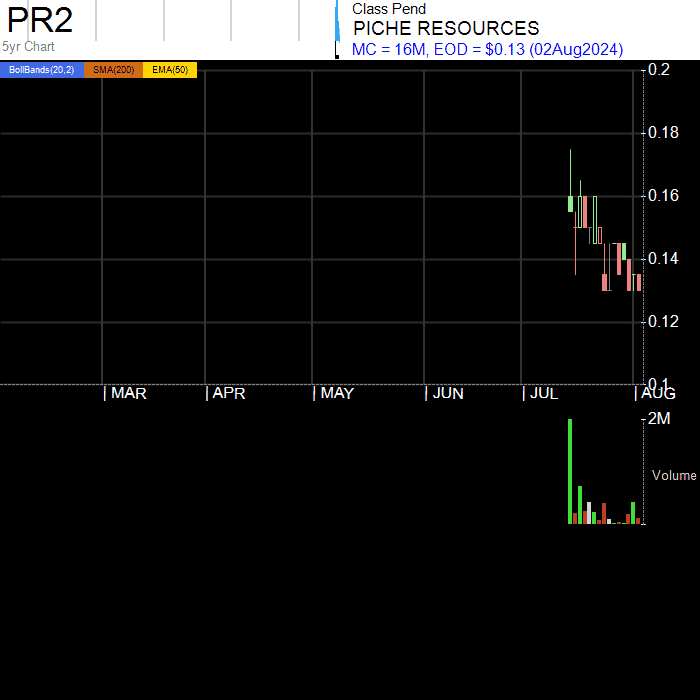 PR2
5yr Chart
Class Pend
PICHE RESOURCES
MC = 16M, EOD = $0.13 (02Aug2024)
BollBands(20,2) SMA(200) EMA(50)
0.2
0.18
0.16
0.14
0.12
0.1
MAR APR MAY JUN JUL AUG
2M
Volume